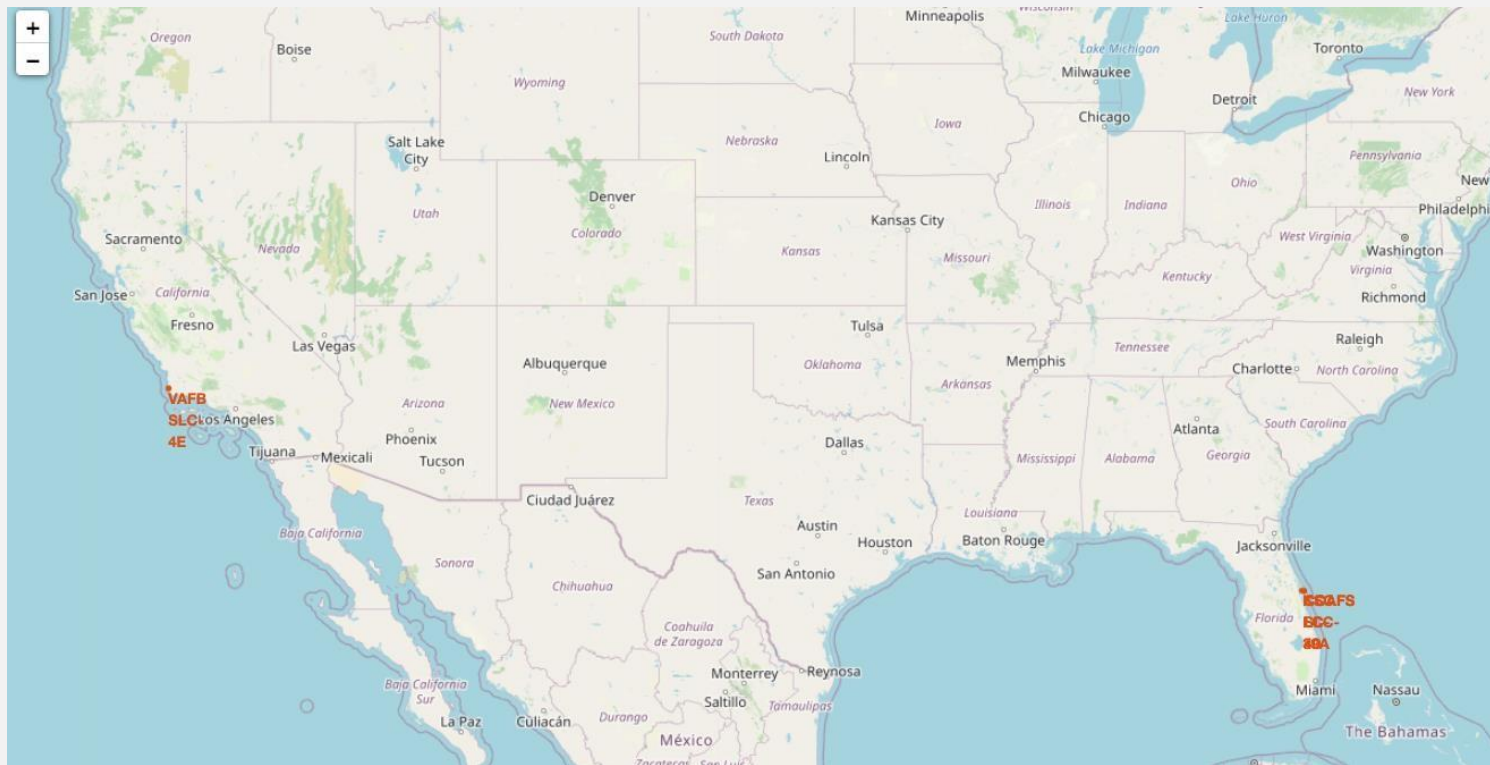 +
−
Minneapolis
Oregon
Boise
South Dakota
Lake Michigan
Lake Huron
Toronto
Milwaukee
Wyoming
Detroit
New York
Chicago
Iowa
Salt Lake
City
Nebraska
Lincoln
Pennsylvania
Ohio
New
Denver
Illinois
Indiana
Utah
Philadelphi
Kansas City
Colorado
Sacramento
Nevada
Kansas
Missouri
West Virginia
Washington
Kentucky
Virginia
San Jose
California
Richmond
Fresno
Tulsa
Las Vegas
Raleigh
Tennessee
Albuquerque
Oklahoma
Memphis
Charlotte
North Carolina
Arkansas
VAFB
SLC-
4E
Los Angeles
Arizona
New Mexico
South Carolina
Phoenix
Dallas
Atlanta
Tijuana
Mexicali
Tucson
Mississippi
Alabama
Georgia
Ciudad Juárez
Texas
Louisiana
Austin
Baja California
Houston
Baton Rouge
Jacksonville
Sonora
San Antonio
Chihuahua
Florida
Coahuila
de Zaragoza
Monterrey
Reynosa
Baja California
Sur
Saltillo
Miami
Nassau
Tamaulipas
La Paz
Culiacán
Durango
The Bahamas
México
Zacatecas
San Luis